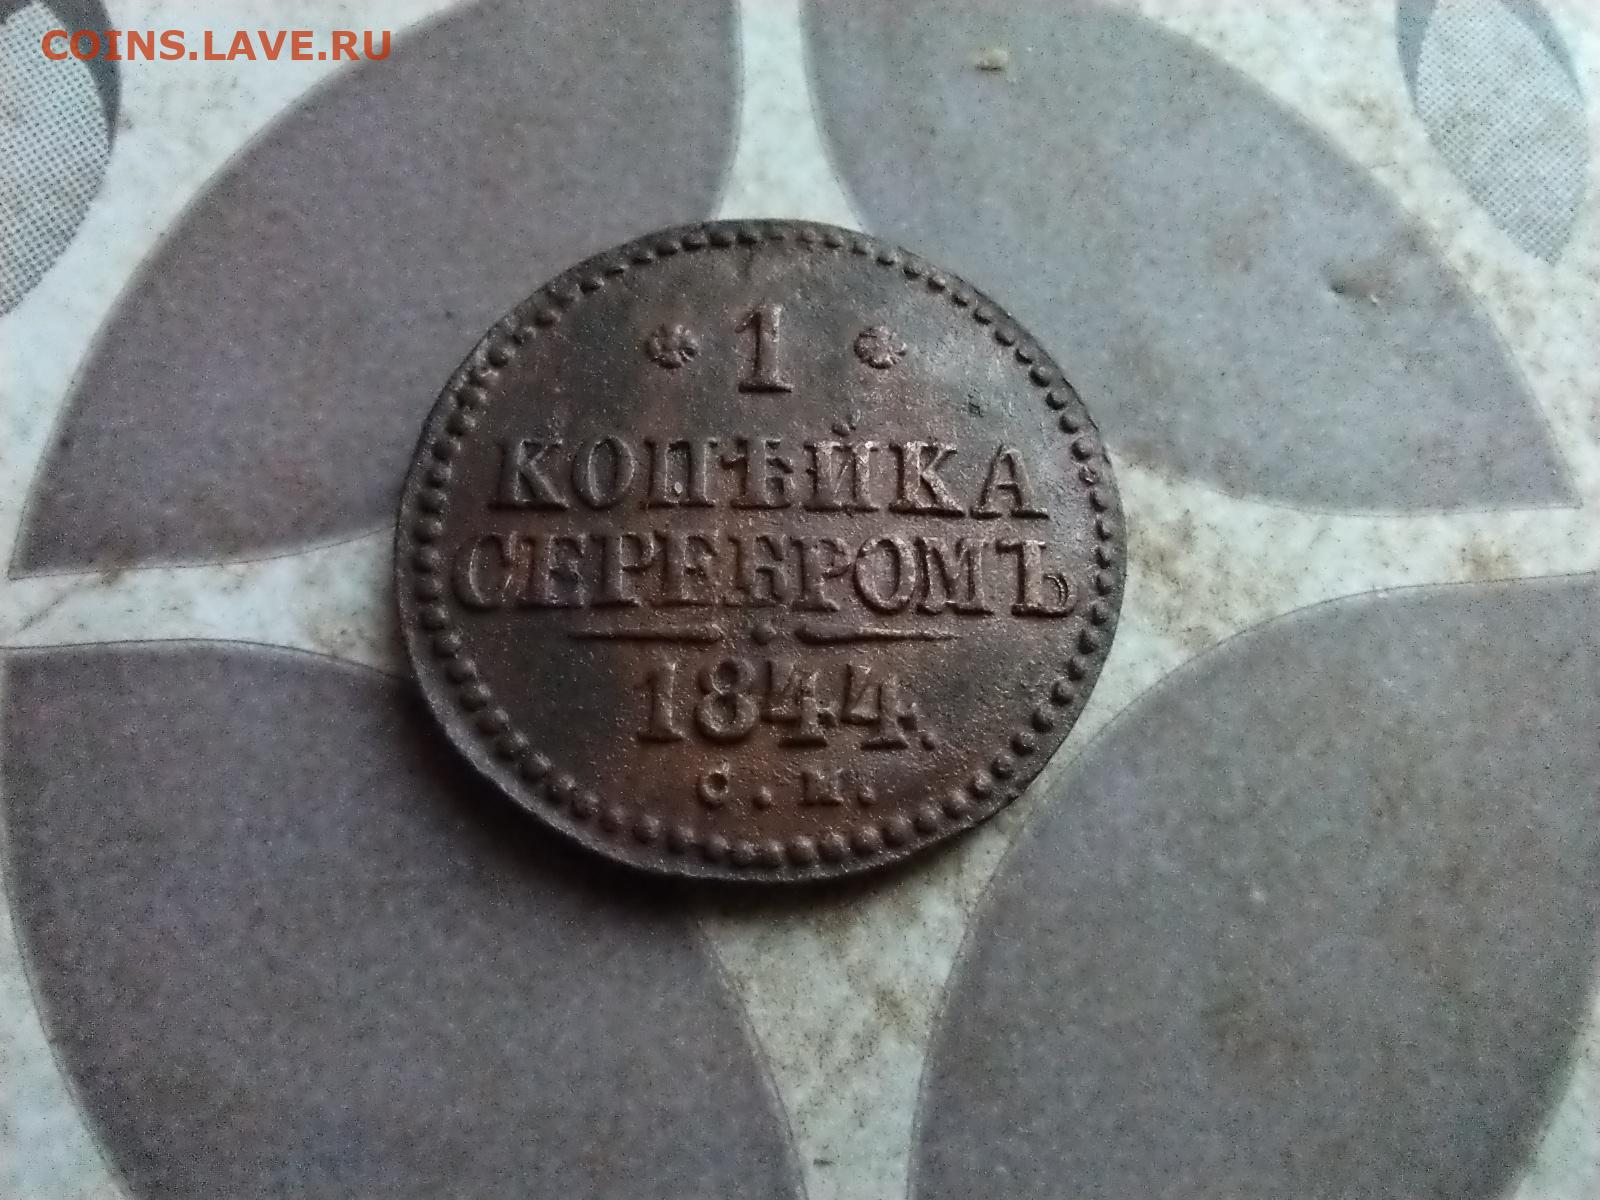 COINS.LAVE.RU
* 1 *
КОПѢЙКА
СЕРЕБРОМЪ
1844.
С. М.